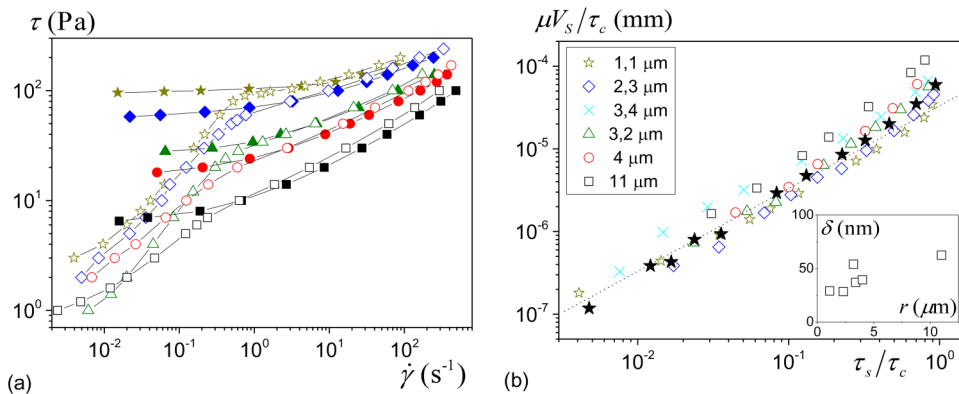 τ (Pa)
10²
10¹
10⁰
10⁻² 10⁻¹ 10⁰ 10¹ 10²
γ̇ (s⁻¹)
(a)
μV_S/τ_c (mm)
10⁻⁴
10⁻⁵
10⁻⁶
10⁻⁷
1,1 μm
2,3 μm
3,4 μm
3,2 μm
4 μm
11 μm
100
δ (nm)
50
0
0 5 10
r (μm)
10⁻² 10⁻¹ 10⁰
τ_s/τ_c
(b)